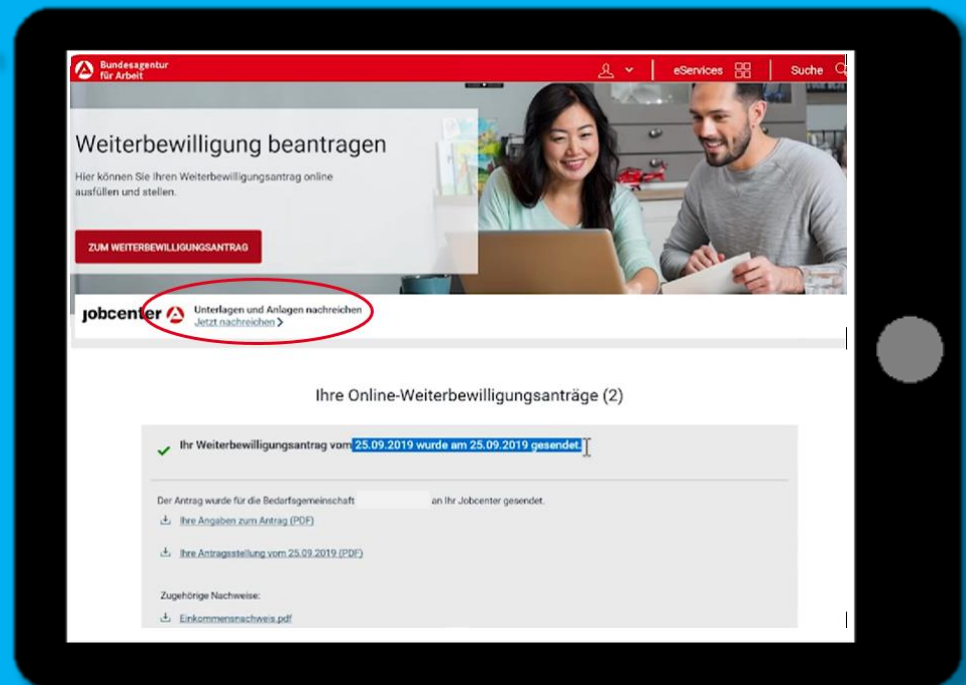 Bundesagentur
für Arbeit
eServices
Suche
Weiterbewilligung beantragen
Hier können Sie Ihren Weiterbewilligungsantrag online
ausfüllen und stellen.
ZUM WEITERBEWILLIGUNGSANTRAG
jobcenter
Unterlagen und Anlagen nachreichen
Jetzt nachreichen
Ihre Online-Weiterbewilligungsanträge (2)
Ihr Weiterbewilligungsantrag vom 25.09.2019 wurde am 25.09.2019 gesendet.
Der Antrag wurde für die Bedarfsgemeinschaft an Ihr Jobcenter gesendet.
Ihre Angaben zum Antrag (PDF)
Ihre Antragsstellung vom 25.09.2019 (PDF)
Zugehörige Nachweise:
Einkommensnachweis.pdf